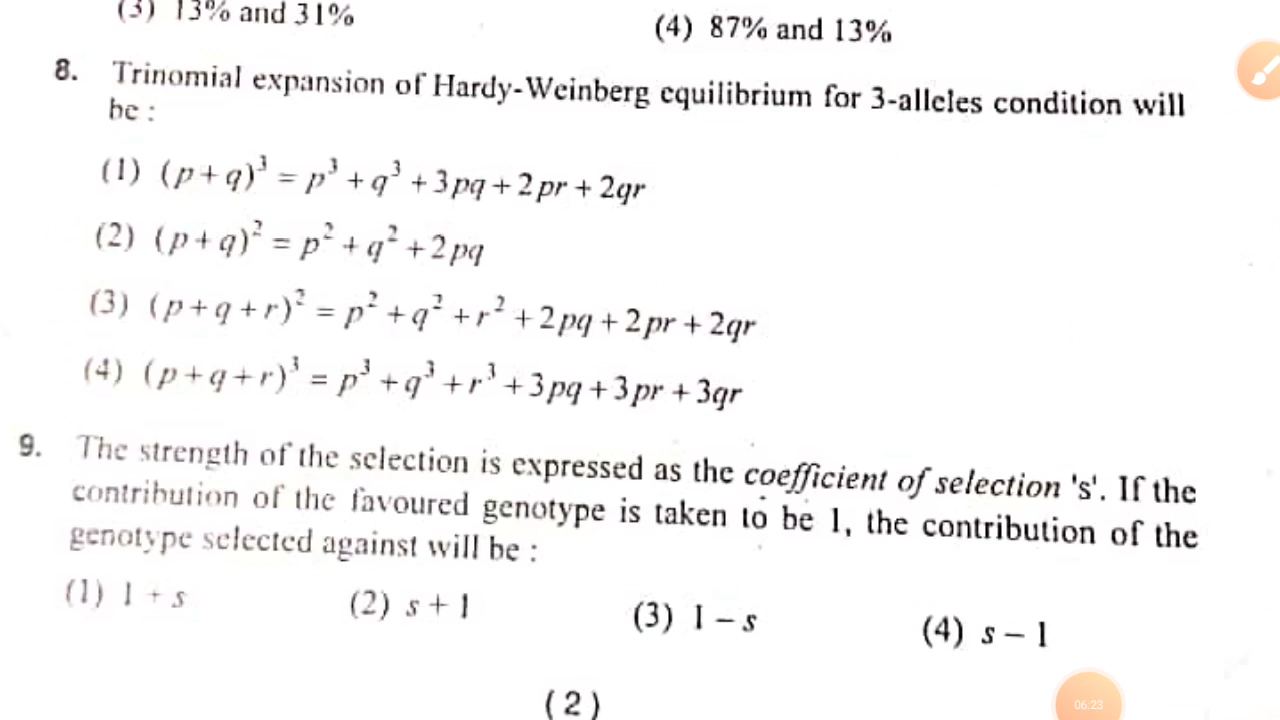 (3) 13% and 31%
(4) 87% and 13%
8. Trinomial expansion of Hardy-Weinberg equilibrium for 3-alleles condition will
be :
(1) (p+q)³ = p³ + q³ + 3pq + 2pr + 2qr
(2) (p+q)² = p² + q² + 2pq
(3) (p+q+r)² = p² + q² + r² + 2pq + 2pr + 2qr
(4) (p+q+r)³ = p³ + q³ + r³ + 3pq + 3pr + 3qr
9. The strength of the selection is expressed as the coefficient of selection 's'. If the
contribution of the favoured genotype is taken to be 1, the contribution of the
genotype selected against will be :
(1) 1 + s (2) s + 1 (3) 1 – s (4) s – 1
(2)
06:23